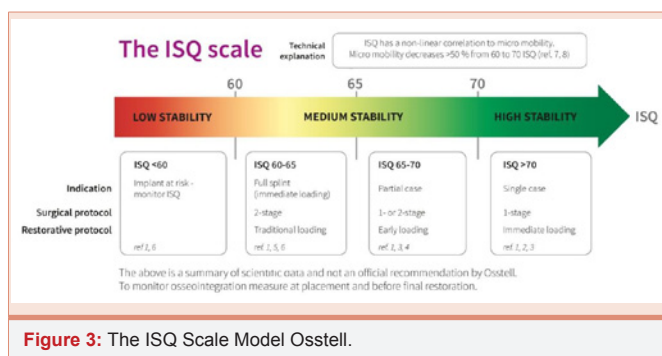 The ISQ scale
Technical
explanation
ISQ has a non-linear correlation to micro mobility.
Micro mobility decreases >50 % from 60 to 70 ISQ (ref. 7, 8)
60
65
70
LOW STABILITY
MEDIUM STABILITY
HIGH STABILITY
ISQ
ISQ <60
ISQ 60-65
ISQ 65-70
ISQ >70
Indication
Implant at risk -
monitor ISQ
Full splint
(immediate loading)
Partial case
Single case
Surgical protocol
2-stage
1- or 2-stage
1-stage
Restorative protocol
Traditional loading
Early loading
Immediate loading
ref 1, 6
ref. 1, 5, 6
ref. 1, 3, 4
ref. 1, 2, 3
The above is a summary of scientific data and not an official recommendation by Osstell.
To monitor osseointegration measure at placement and before final restoration.
Figure 3: The ISQ Scale Model Osstell.